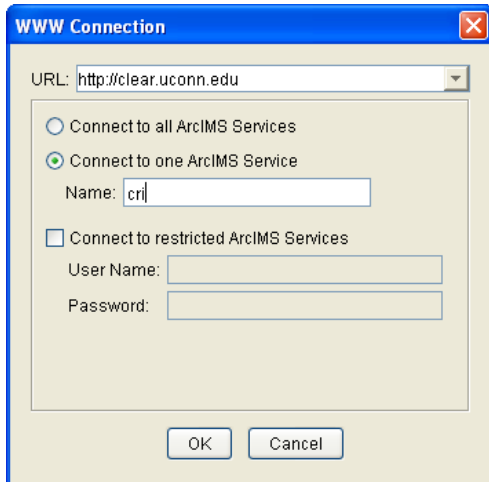 WWW Connection
URL: http://clear.uconn.edu
Connect to all ArcIMS Services
Connect to one ArcIMS Service
Name: cri
Connect to restricted ArcIMS Services
User Name:
Password:
OK Cancel